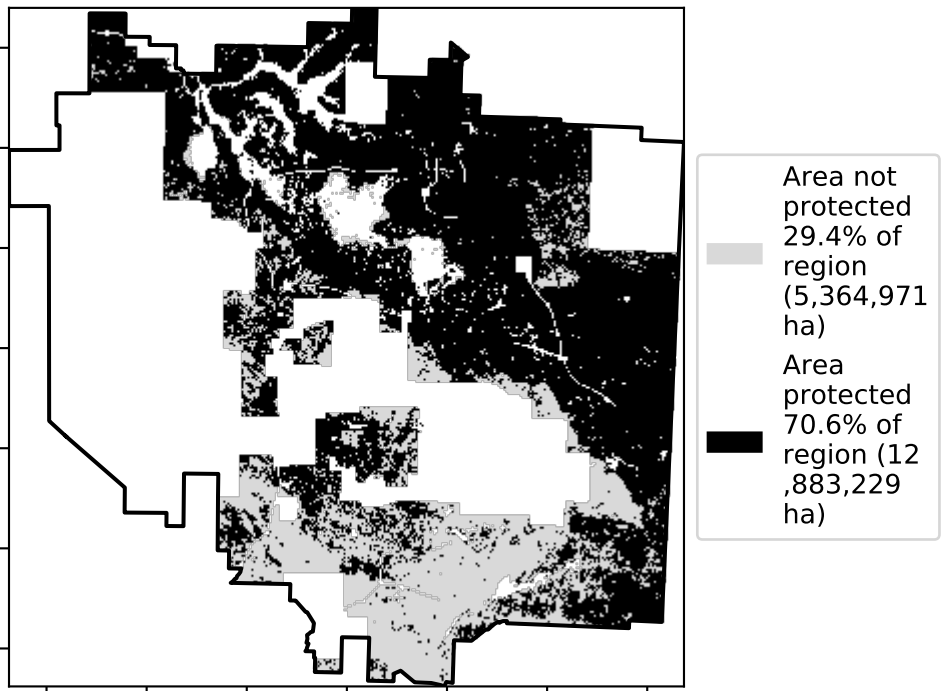 Area not
protected
29.4% of
region
(5,364,971
ha)
Area
protected
70.6% of
region (12
,883,229
ha)